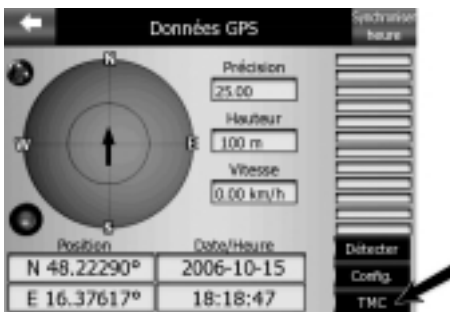 Données GPS
Synchroniser
heure
N
Précision
25.00
Hauteur
W
E
100 m
Vitesse
0.00 km/h
S
Position
Date/Heure
Détecter
N 48.22290°
2006-10-15
Config.
E 16.37617°
18:18:47
TMC